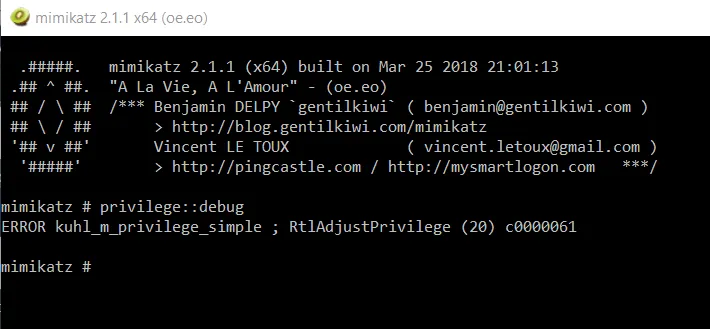 mimikatz 2.1.1 x64 (oe.eo)
.#####.   mimikatz 2.1.1 (x64) built on Mar 25 2018 21:01:13
.## ^ ##.  "A La Vie, A L'Amour" - (oe.eo)
## / \ ##  /*** Benjamin DELPY `gentilkiwi` ( benjamin@gentilkiwi.com )
## \ / ##       > http://blog.gentilkiwi.com/mimikatz
'## v ##'       Vincent LE TOUX             ( vincent.letoux@gmail.com )
'#####'        > http://pingcastle.com / http://mysmartlogon.com   ***/
mimikatz # privilege::debug
ERROR kuhl_m_privilege_simple ; RtlAdjustPrivilege (20) c0000061
mimikatz #